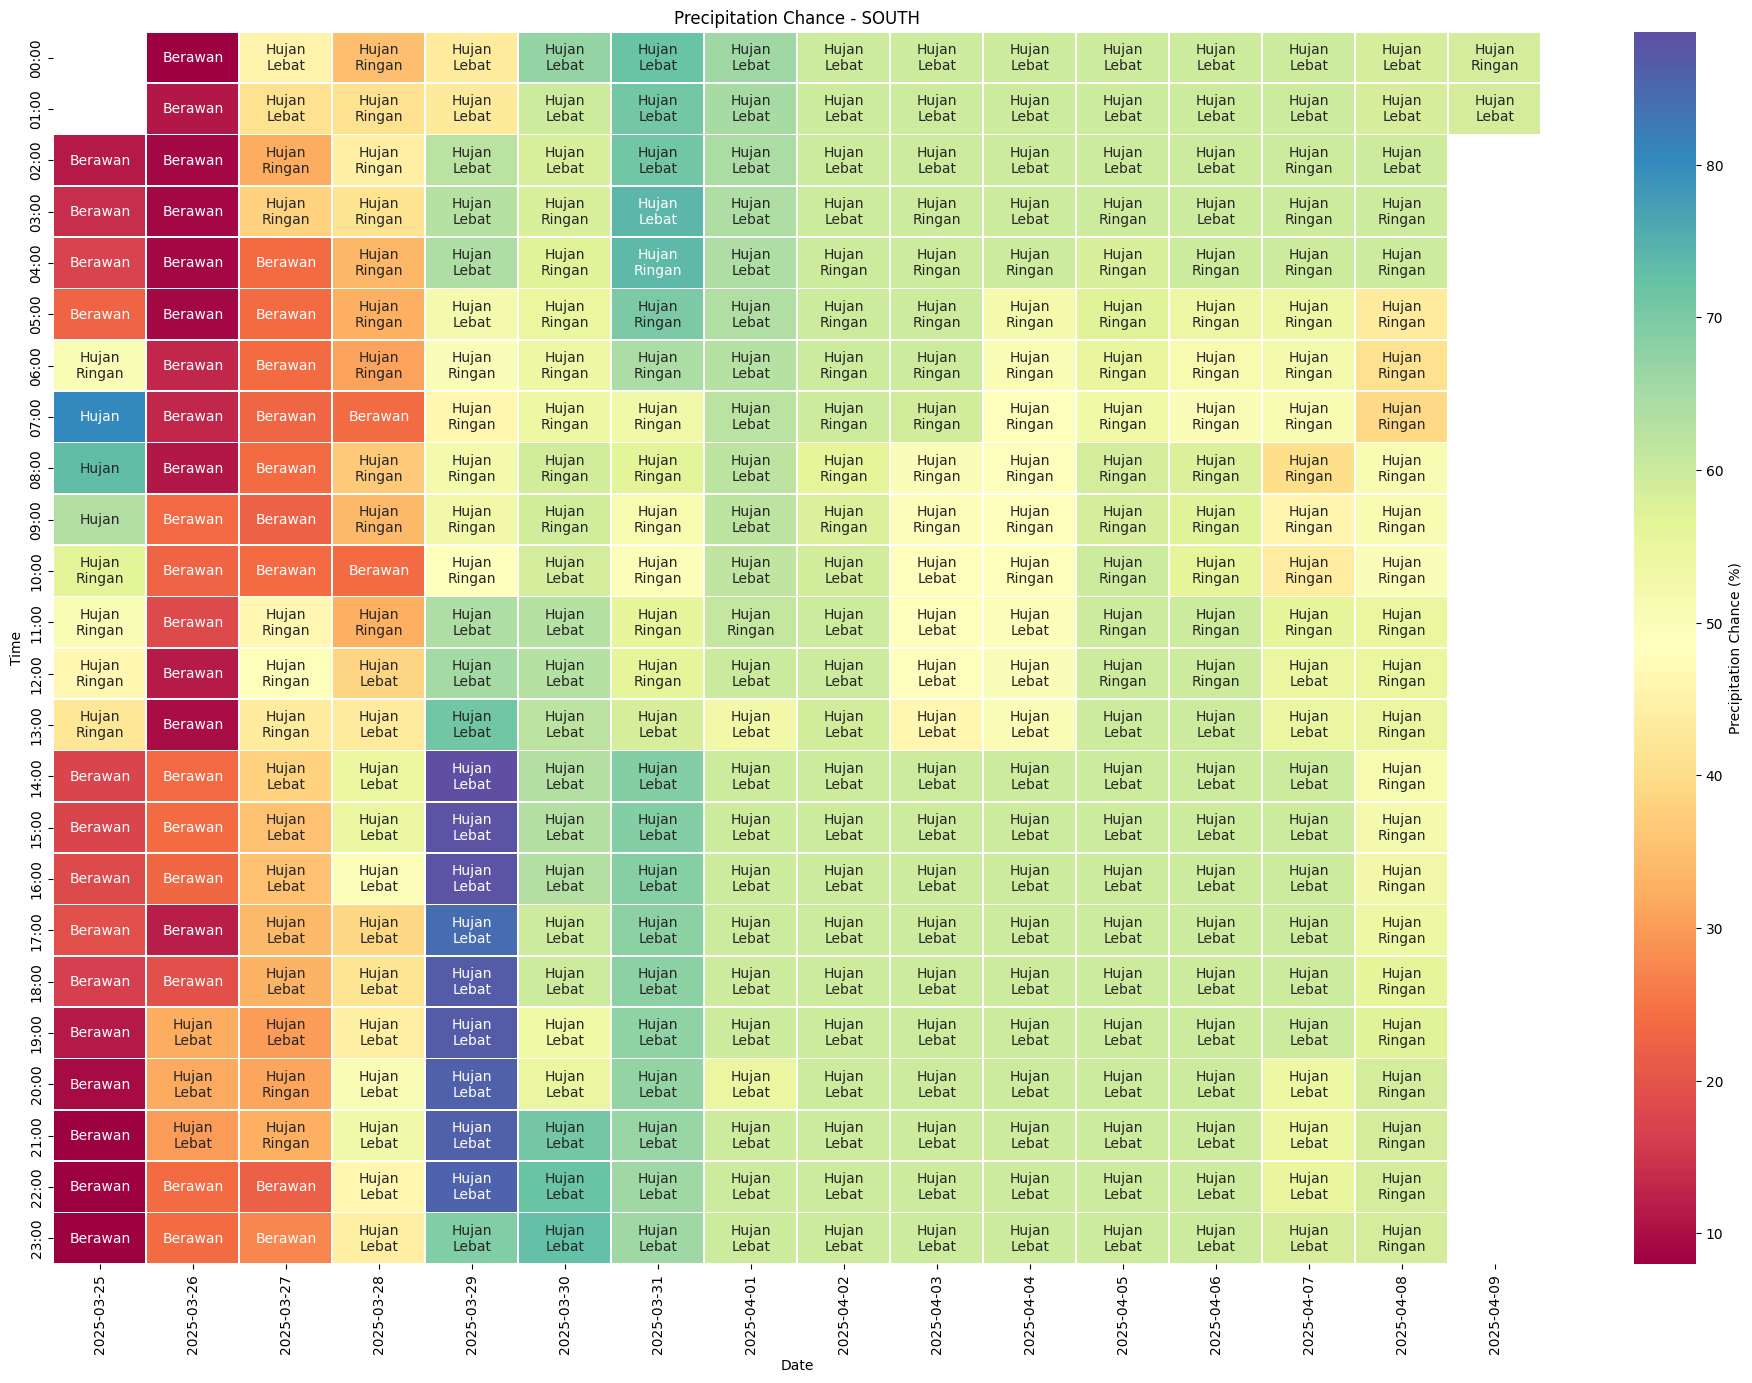 Precipitation Chance - SOUTH
00:00 Berawan Hujan Lebat Hujan Ringan Hujan Lebat Hujan Lebat Hujan Lebat Hujan Lebat Hujan Lebat Hujan Lebat Hujan Lebat Hujan Lebat Hujan Lebat Hujan Lebat Hujan Lebat Hujan Ringan
01:00 Berawan Hujan Lebat Hujan Ringan Hujan Lebat Hujan Lebat Hujan Lebat Hujan Lebat Hujan Lebat Hujan Lebat Hujan Lebat Hujan Lebat Hujan Lebat Hujan Lebat Hujan Lebat Hujan Lebat
02:00 Berawan Berawan Hujan Ringan Hujan Ringan Hujan Lebat Hujan Lebat Hujan Lebat Hujan Lebat Hujan Lebat Hujan Lebat Hujan Lebat Hujan Lebat Hujan Lebat Hujan Ringan Hujan Lebat
03:00 Berawan Berawan Hujan Ringan Hujan Ringan Hujan Lebat Hujan Ringan Hujan Lebat Hujan Lebat Hujan Lebat Hujan Ringan Hujan Lebat Hujan Ringan Hujan Lebat Hujan Ringan Hujan Ringan
04:00 Berawan Berawan Berawan Hujan Ringan Hujan Lebat Hujan Ringan Hujan Ringan Hujan Lebat Hujan Ringan Hujan Ringan Hujan Ringan Hujan Ringan Hujan Ringan Hujan Ringan Hujan Ringan
05:00 Berawan Berawan Berawan Hujan Ringan Hujan Lebat Hujan Ringan Hujan Ringan Hujan Lebat Hujan Ringan Hujan Ringan Hujan Ringan Hujan Ringan Hujan Ringan Hujan Ringan Hujan Ringan
06:00 Hujan Ringan Berawan Berawan Hujan Ringan Hujan Ringan Hujan Ringan Hujan Ringan Hujan Lebat Hujan Ringan Hujan Ringan Hujan Ringan Hujan Ringan Hujan Ringan Hujan Ringan Hujan Ringan
07:00 Hujan Berawan Berawan Berawan Hujan Ringan Hujan Ringan Hujan Ringan Hujan Lebat Hujan Ringan Hujan Ringan Hujan Ringan Hujan Ringan Hujan Ringan Hujan Ringan Hujan Ringan
08:00 Hujan Berawan Berawan Hujan Ringan Hujan Ringan Hujan Ringan Hujan Ringan Hujan Lebat Hujan Ringan Hujan Ringan Hujan Ringan Hujan Ringan Hujan Ringan Hujan Ringan Hujan Ringan
09:00 Hujan Berawan Berawan Hujan Ringan Hujan Ringan Hujan Ringan Hujan Ringan Hujan Lebat Hujan Ringan Hujan Ringan Hujan Ringan Hujan Ringan Hujan Ringan Hujan Ringan Hujan Ringan
10:00 Hujan Ringan Berawan Berawan Berawan Hujan Ringan Hujan Lebat Hujan Ringan Hujan Lebat Hujan Lebat Hujan Lebat Hujan Lebat Hujan Ringan Hujan Ringan Hujan Ringan Hujan Ringan
11:00 Hujan Ringan Berawan Hujan Ringan Hujan Ringan Hujan Lebat Hujan Lebat Hujan Ringan Hujan Ringan Hujan Lebat Hujan Lebat Hujan Lebat Hujan Ringan Hujan Ringan Hujan Ringan Hujan Ringan
12:00 Hujan Ringan Berawan Hujan Ringan Hujan Lebat Hujan Lebat Hujan Lebat Hujan Ringan Hujan Lebat Hujan Lebat Hujan Lebat Hujan Lebat Hujan Ringan Hujan Ringan Hujan Lebat Hujan Ringan
13:00 Hujan Ringan Berawan Hujan Ringan Hujan Lebat Hujan Lebat Hujan Lebat Hujan Lebat Hujan Lebat Hujan Lebat Hujan Lebat Hujan Lebat Hujan Lebat Hujan Lebat Hujan Lebat Hujan Ringan
14:00 Berawan Berawan Hujan Lebat Hujan Lebat Hujan Lebat Hujan Lebat Hujan Lebat Hujan Lebat Hujan Lebat Hujan Lebat Hujan Lebat Hujan Lebat Hujan Lebat Hujan Lebat Hujan Ringan
15:00 Berawan Berawan Hujan Lebat Hujan Lebat Hujan Lebat Hujan Lebat Hujan Lebat Hujan Lebat Hujan Lebat Hujan Lebat Hujan Lebat Hujan Lebat Hujan Lebat Hujan Lebat Hujan Ringan
16:00 Berawan Berawan Hujan Lebat Hujan Lebat Hujan Lebat Hujan Lebat Hujan Lebat Hujan Lebat Hujan Lebat Hujan Lebat Hujan Lebat Hujan Lebat Hujan Lebat Hujan Lebat Hujan Ringan
17:00 Berawan Berawan Hujan Lebat Hujan Lebat Hujan Lebat Hujan Lebat Hujan Lebat Hujan Lebat Hujan Lebat Hujan Lebat Hujan Lebat Hujan Lebat Hujan Lebat Hujan Lebat Hujan Ringan
18:00 Berawan Berawan Hujan Lebat Hujan Lebat Hujan Lebat Hujan Lebat Hujan Lebat Hujan Lebat Hujan Lebat Hujan Lebat Hujan Lebat Hujan Lebat Hujan Lebat Hujan Lebat Hujan Ringan
19:00 Berawan Hujan Lebat Hujan Lebat Hujan Lebat Hujan Lebat Hujan Lebat Hujan Lebat Hujan Lebat Hujan Lebat Hujan Lebat Hujan Lebat Hujan Lebat Hujan Lebat Hujan Lebat Hujan Ringan
20:00 Berawan Hujan Lebat Hujan Ringan Hujan Lebat Hujan Lebat Hujan Lebat Hujan Lebat Hujan Lebat Hujan Lebat Hujan Lebat Hujan Lebat Hujan Lebat Hujan Lebat Hujan Lebat Hujan Ringan
21:00 Berawan Hujan Lebat Hujan Ringan Hujan Lebat Hujan Lebat Hujan Lebat Hujan Lebat Hujan Lebat Hujan Lebat Hujan Lebat Hujan Lebat Hujan Lebat Hujan Lebat Hujan Lebat Hujan Ringan
22:00 Berawan Berawan Berawan Hujan Lebat Hujan Lebat Hujan Lebat Hujan Lebat Hujan Lebat Hujan Lebat Hujan Lebat Hujan Lebat Hujan Lebat Hujan Lebat Hujan Lebat Hujan Ringan
23:00 Berawan Berawan Berawan Hujan Lebat Hujan Lebat Hujan Lebat Hujan Lebat Hujan Lebat Hujan Lebat Hujan Lebat Hujan Lebat Hujan Lebat Hujan Lebat Hujan Lebat Hujan Ringan
Time
2025-03-25 2025-03-26 2025-03-27 2025-03-28 2025-03-29 2025-03-30 2025-03-31 2025-04-01 2025-04-02 2025-04-03 2025-04-04 2025-04-05 2025-04-06 2025-04-07 2025-04-08 2025-04-09
Date
80
70
60
50
40
30
20
10
Precipitation Chance (%)